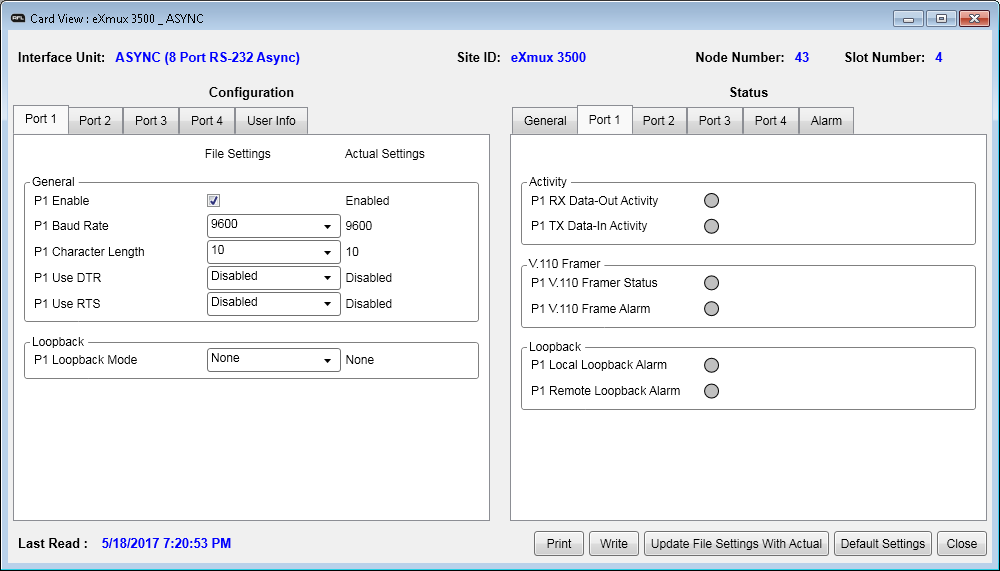 AFL Card View : eXmux 3500 _ ASYNC
Interface Unit: ASYNC (8 Port RS-232 Async) Site ID: eXmux 3500 Node Number: 43 Slot Number: 4
Configuration
Port 1 Port 2 Port 3 Port 4 User Info
File Settings Actual Settings
General
P1 Enable Enabled
P1 Baud Rate 9600 9600
P1 Character Length 10 10
P1 Use DTR Disabled Disabled
P1 Use RTS Disabled Disabled
Loopback
P1 Loopback Mode None None
Status
General Port 1 Port 2 Port 3 Port 4 Alarm
Activity
P1 RX Data-Out Activity
P1 TX Data-In Activity
V.110 Framer
P1 V.110 Framer Status
P1 V.110 Frame Alarm
Loopback
P1 Local Loopback Alarm
P1 Remote Loopback Alarm
Last Read : 5/18/2017 7:20:53 PM
Print Write Update File Settings With Actual Default Settings Close